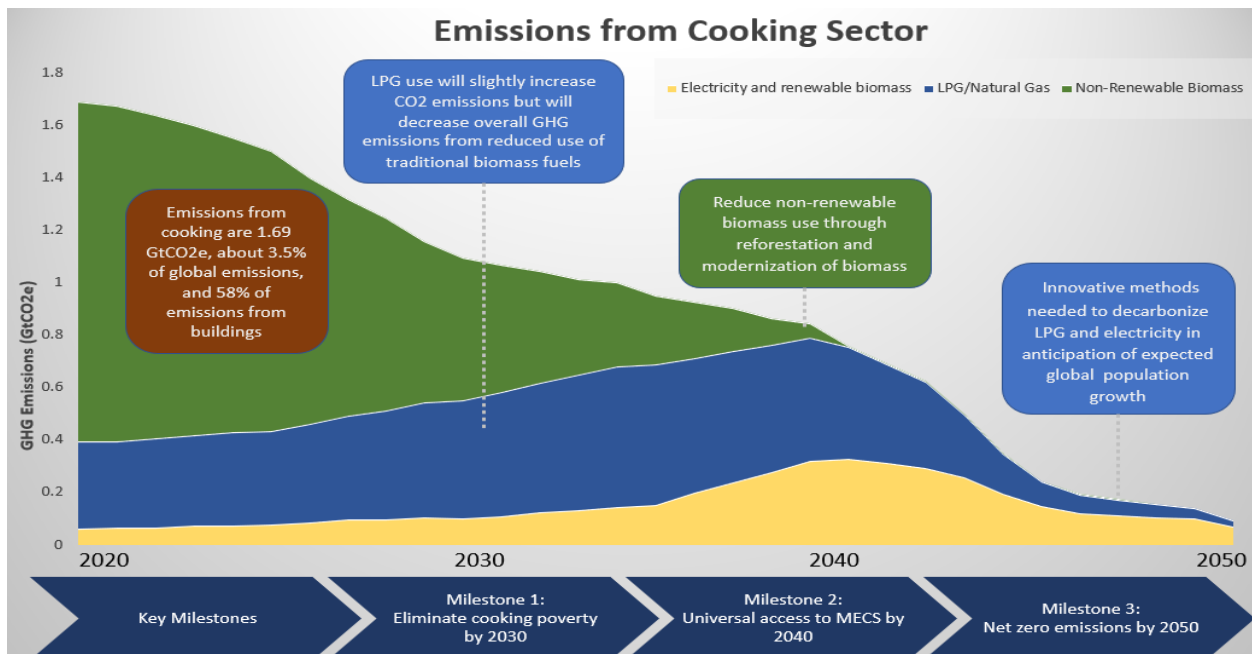 Emissions from Cooking Sector
Electricity and renewable biomass
LPG/Natural Gas
Non-Renewable Biomass
GHG Emissions (GtCO2e)
1.8
1.6
1.4
1.2
1
0.8
0.6
0.4
0.2
0
LPG use will slightly increase
CO2 emissions but will
decrease overall GHG
emissions from reduced use of
traditional biomass fuels
Emissions from
cooking are 1.69
GtCO2e, about 3.5%
of global emissions,
and 58% of
emissions from
buildings
Reduce non-renewable
biomass use through
reforestation and
modernization of biomass
Innovative methods
needed to decarbonize
LPG and electricity in
anticipation of expected
global population
growth
2020
2030
2040
2050
Key Milestones
Milestone 1:
Eliminate cooking poverty
by 2030
Milestone 2:
Universal access to MECS by
2040
Milestone 3:
Net zero emissions by 2050